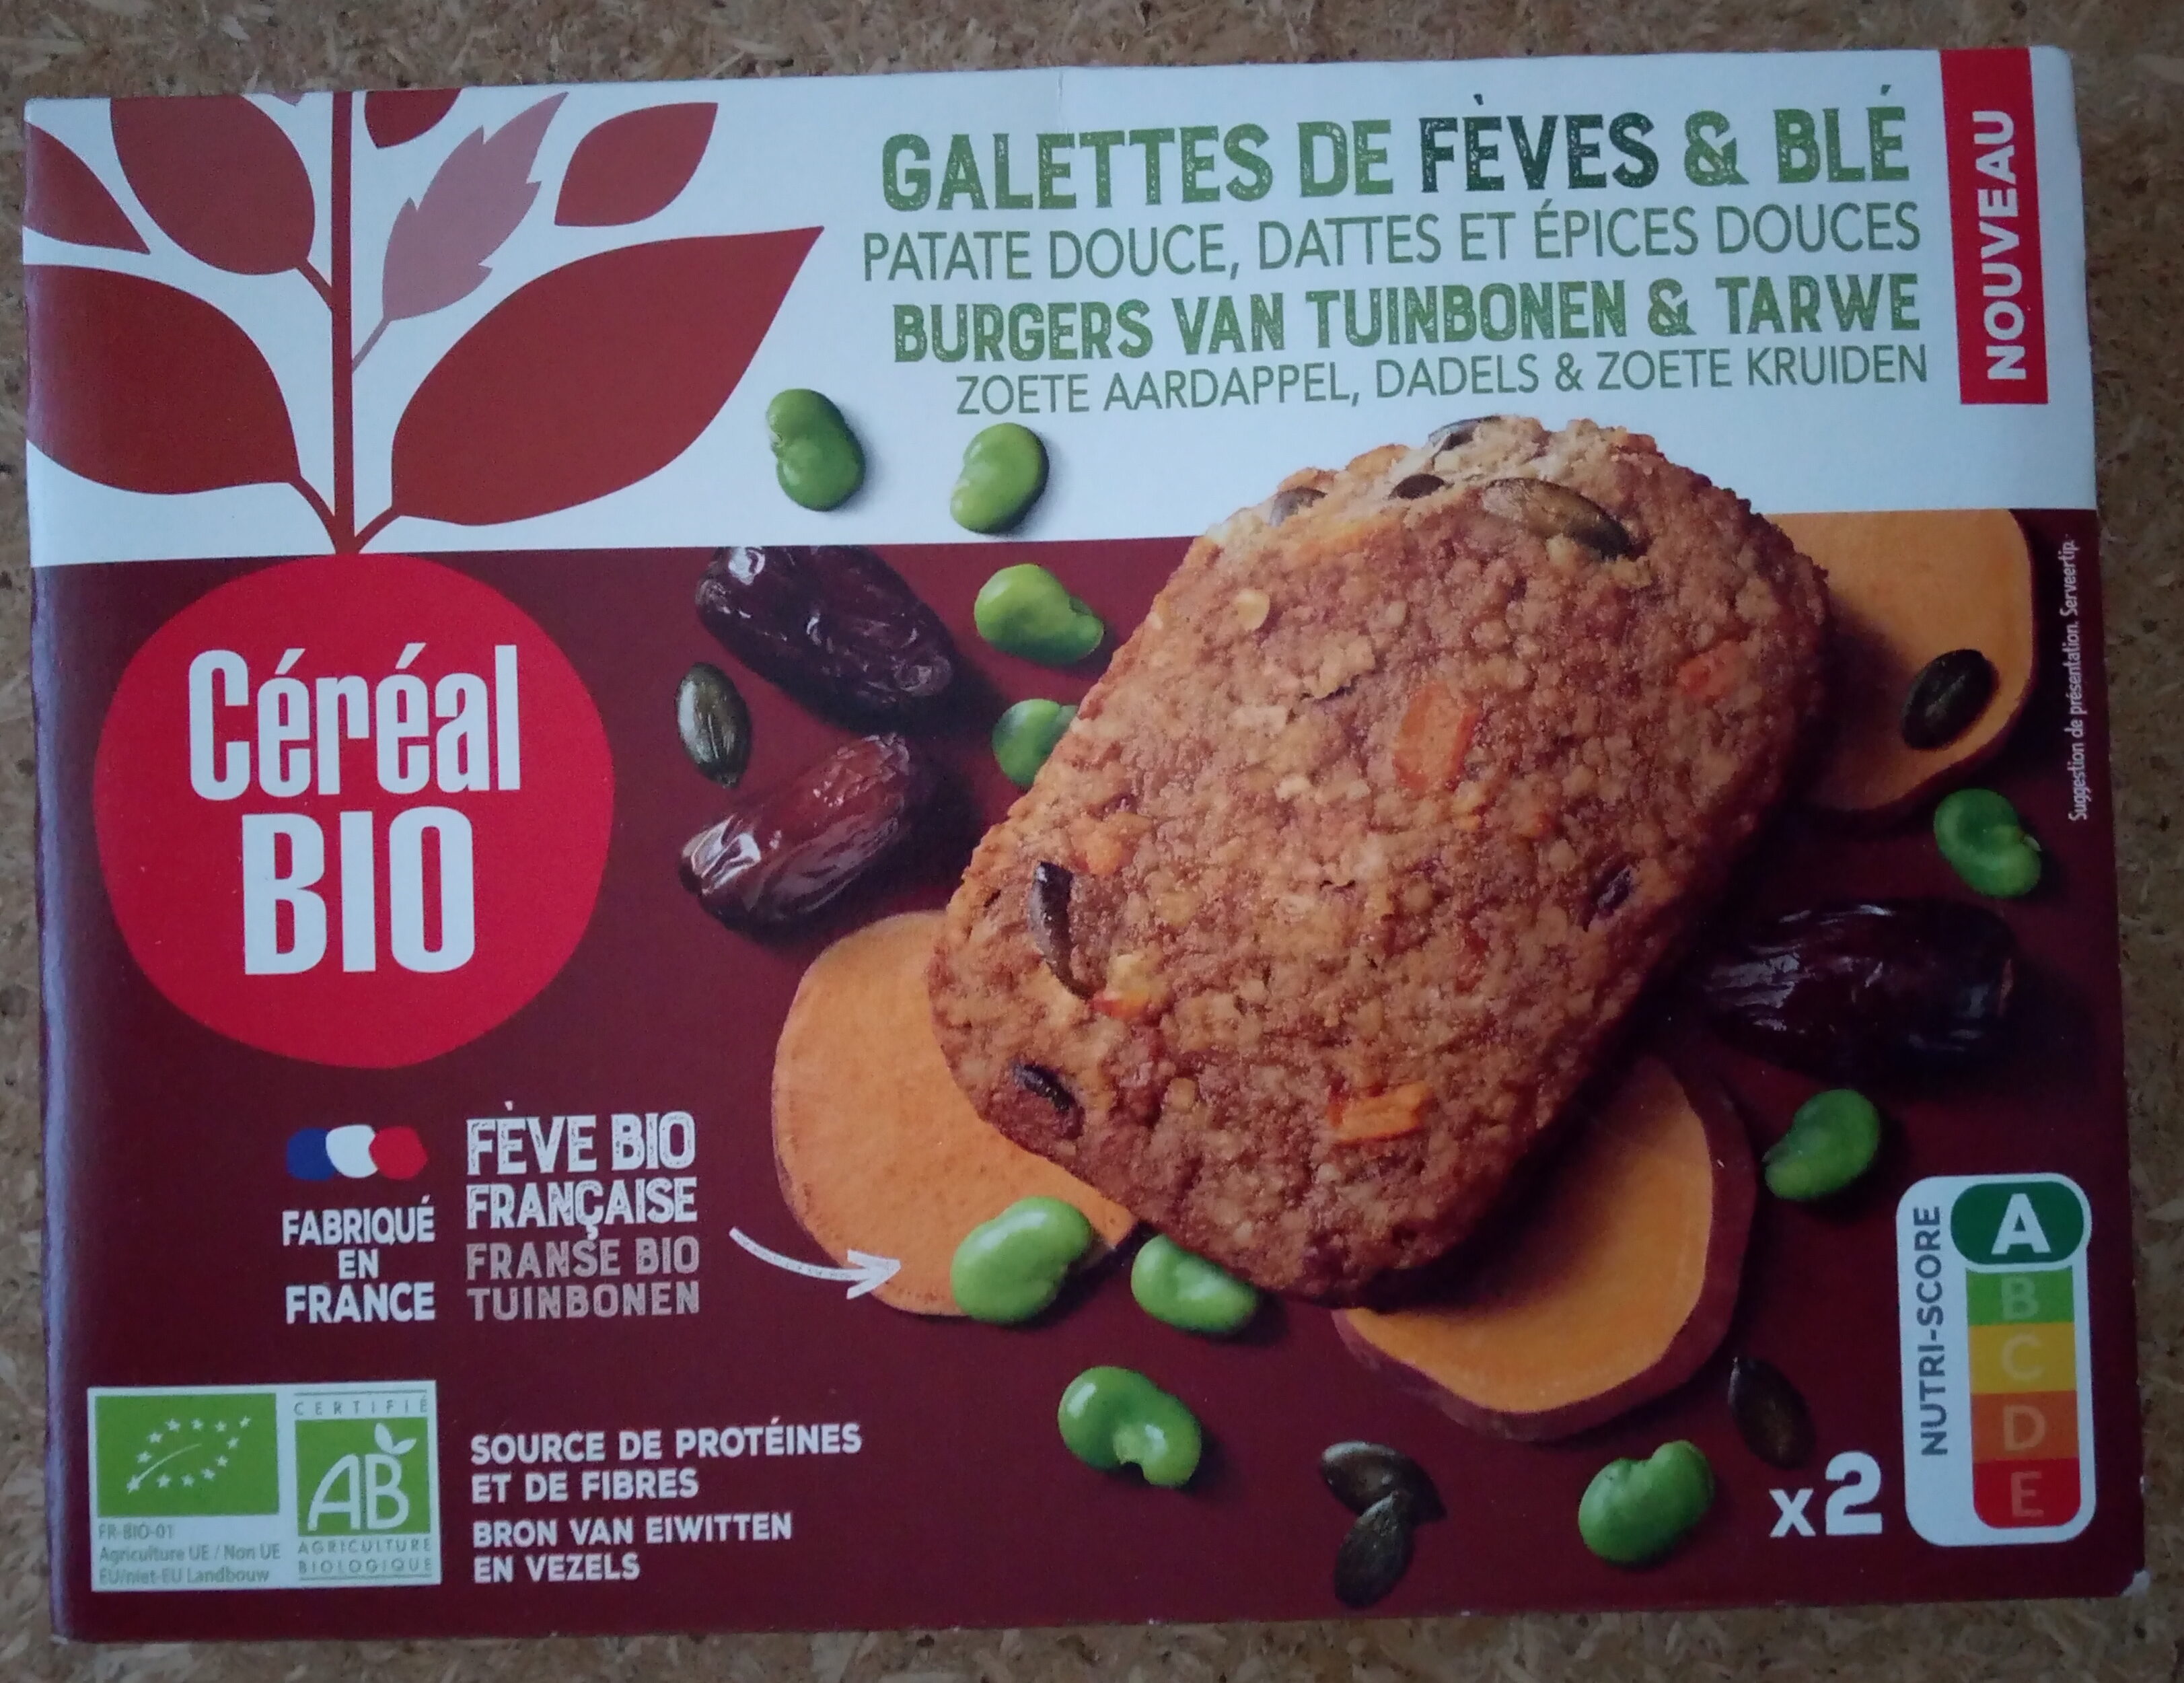 GALETTES DE FÈVES & BLÉ
PATATE DOUCE, DATTES ET ÉPICES DOUCES
BURGERS VAN TUINBONEN & TARWE
ZOETE AARDAPPEL, DADELS & ZOETE KRUIDEN
NOUVEAU
Suggestion de présentation. Serveertip.
Céréal
BIO
FABRIQUÉ
EN
FRANCE
FÈVE BIO
FRANÇAISE
FRANSE BIO
TUINBONEN
CERTIFIÉ
AB
AGRICULTURE
BIOLOGIQUE
FR-BIO-01
Agriculture UE / Non UE
EU/niet-EU Landbouw
SOURCE DE PROTÉINES
ET DE FIBRES
BRON VAN EIWITTEN
EN VEZELS
x2
NUTRI-SCORE
A
B
C
D
E